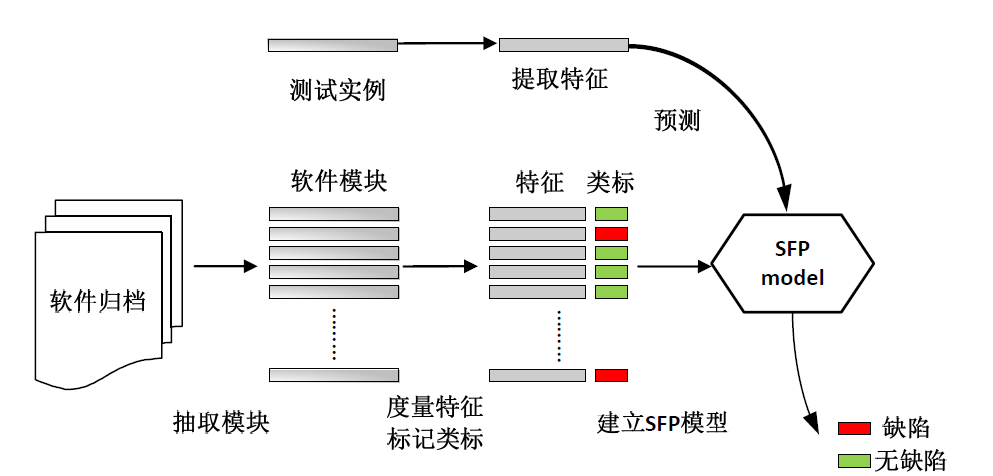 测试实例
提取特征
预测
软件模块
特征
类标
软件归档
SFP
model
抽取模块
度量特征
标记类标
建立SFP模型
缺陷
无缺陷